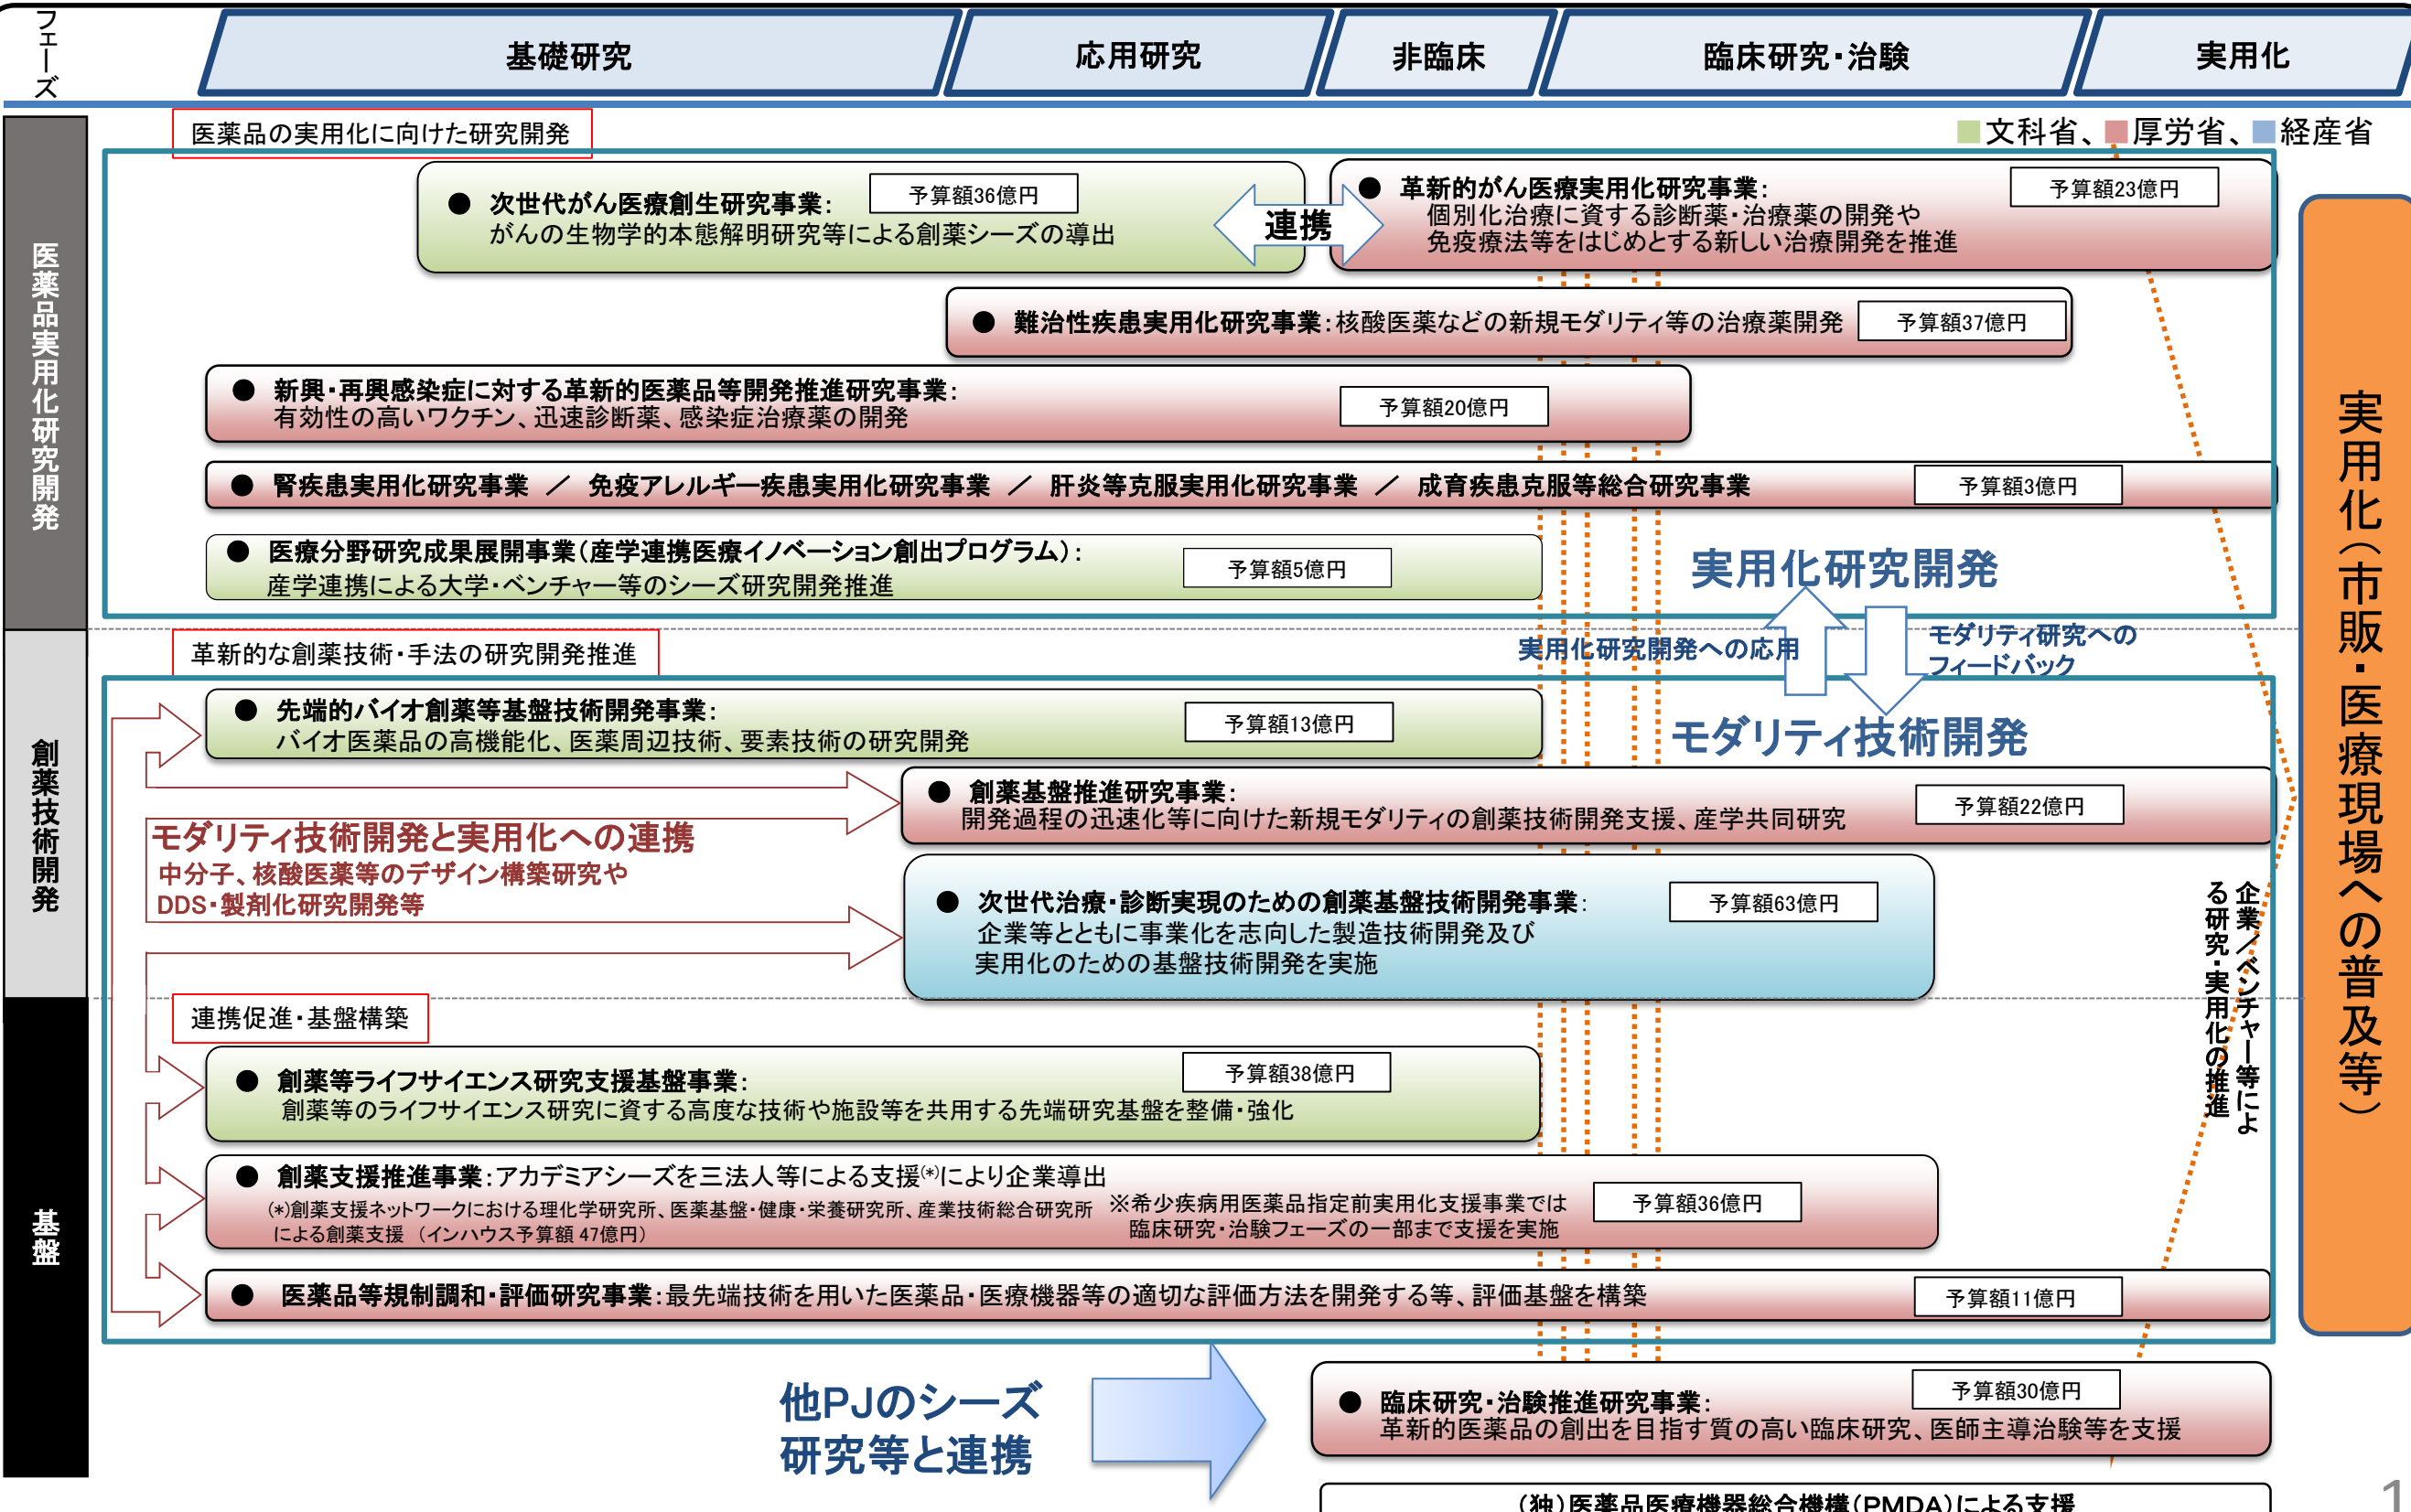 フェーズ
基礎研究
応用研究
非臨床
臨床研究・治験
実用化
医薬品の実用化に向けた研究開発
文科省、厚労省、経産省
医薬品実用化研究開発
● 次世代がん医療創生研究事業：
予算額36億円
がんの生物学的本態解明研究等による創薬シーズの導出
連携
● 革新的がん医療実用化研究事業：
予算額23億円
個別化治療に資する診断薬・治療薬の開発や
免疫療法等をはじめとする新しい治療開発を推進
● 難治性疾患実用化研究事業：核酸医薬などの新規モダリティ等の治療薬開発
予算額37億円
● 新興・再興感染症に対する革新的医薬品等開発推進研究事業：
有効性の高いワクチン、迅速診断薬、感染症治療薬の開発
予算額20億円
● 腎疾患実用化研究事業 ／ 免疫アレルギー疾患実用化研究事業 ／ 肝炎等克服実用化研究事業 ／ 成育疾患克服等総合研究事業
予算額3億円
● 医療分野研究成果展開事業（産学連携医療イノベーション創出プログラム）：
産学連携による大学・ベンチャー等のシーズ研究開発推進
予算額5億円
実用化研究開発
実用化研究開発への応用
モダリティ研究への
フィードバック
モダリティ技術開発
革新的な創薬技術・手法の研究開発推進
創薬技術開発
● 先端的バイオ創薬等基盤技術開発事業：
バイオ医薬品の高機能化、医薬周辺技術、要素技術の研究開発
予算額13億円
● 創薬基盤推進研究事業：
開発過程の迅速化等に向けた新規モダリティの創薬技術開発支援、産学共同研究
予算額22億円
モダリティ技術開発と実用化への連携
中分子、核酸医薬等のデザイン構築研究や
DDS・製剤化研究開発等
● 次世代治療・診断実現のための創薬基盤技術開発事業：
予算額63億円
企業等とともに事業化を志向した製造技術開発及び
実用化のための基盤技術開発を実施
企業／ベンチャー等によ
る研究・実用化の推進
実用化（市販・医療現場への普及等）
連携促進・基盤構築
基盤
● 創薬等ライフサイエンス研究支援基盤事業：
予算額38億円
創薬等のライフサイエンス研究に資する高度な技術や施設等を共用する先端研究基盤を整備・強化
● 創薬支援推進事業：アカデミアシーズを三法人等による支援(*)により企業導出
(*)創薬支援ネットワークにおける理化学研究所、医薬基盤・健康・栄養研究所、産業技術総合研究所
による創薬支援 （インハウス予算額 47億円）
※希少疾病用医薬品指定前実用化支援事業では
臨床研究・治験フェーズの一部まで支援を実施
予算額36億円
● 医薬品等規制調和・評価研究事業：最先端技術を用いた医薬品・医療機器等の適切な評価方法を開発する等、評価基盤を構築
予算額11億円
他PJのシーズ
研究等と連携
● 臨床研究・治験推進研究事業：
予算額30億円
革新的医薬品の創出を目指す質の高い臨床研究、医師主導治験等を支援
（独）医薬品医療機器総合機構（PMDA）による支援
1